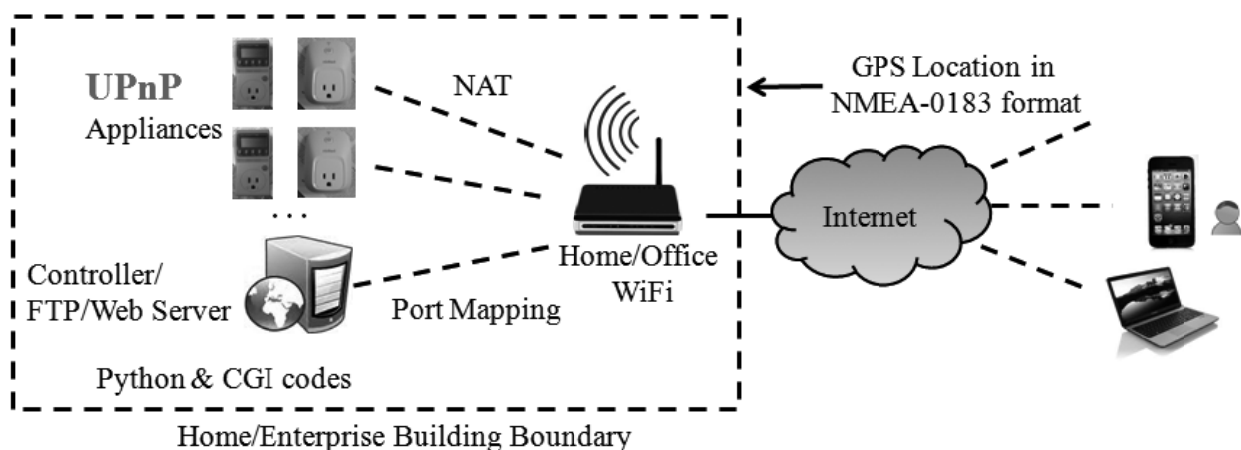 UPnP
Appliances
NAT
GPS Location in
NMEA-0183 format
...
Internet
Home/Office
WiFi
Controller/
FTP/Web Server
Port Mapping
Python & CGI codes
Home/Enterprise Building Boundary